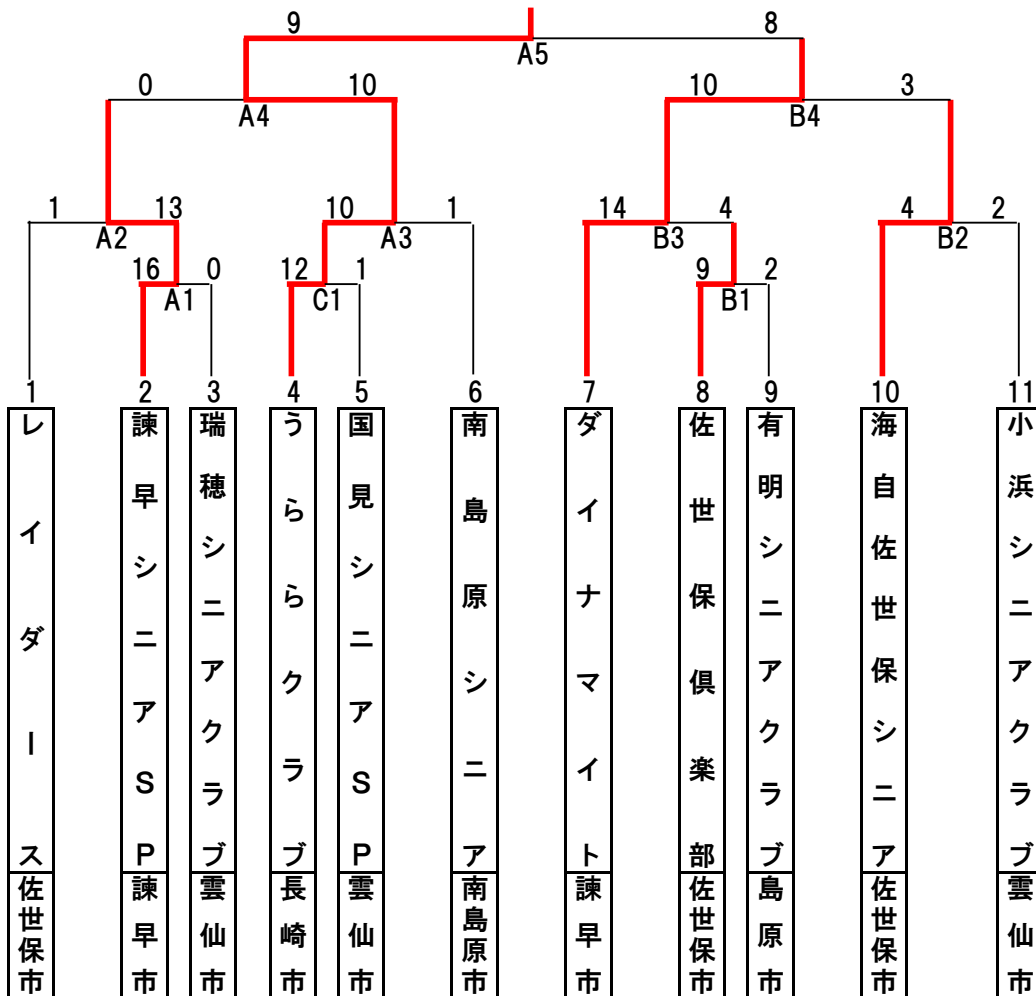 9 8
A5
0 10 10 3
A4 B4
1 13 10 1 14 4 4 2
A2 A3 B3 B2
16 0 12 1 9 2
A1 C1 B1
1 2 3 4 5 6 7 8 9 10 11
レイダース
佐世保市
諫早シニアSP
諫早市
瑞穂シニアクラブ
雲仙市
うららクラブ
長崎市
国見シニアSP
雲仙市
南島原シニア
南島原市
ダイナマイト
諫早市
佐世保倶楽部
佐世保市
有明シニアクラブ
島原市
海自佐世保シニア
佐世保市
小浜シニアクラブ
雲仙市